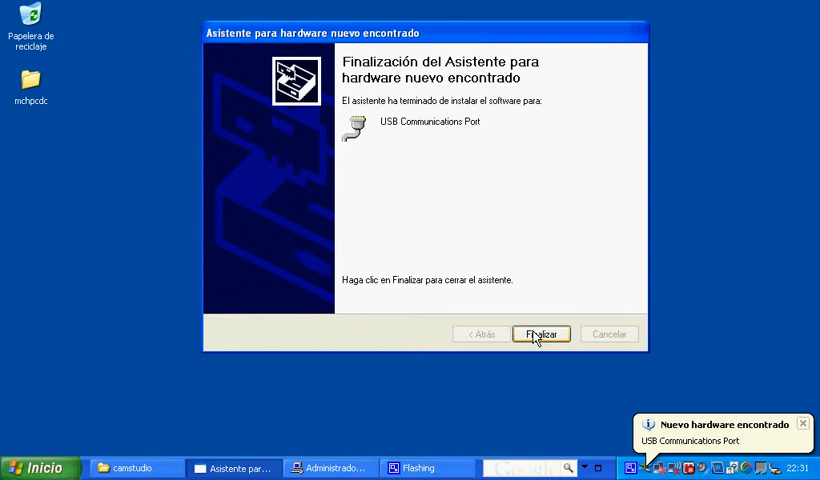 Papelera de
reciclaje
mchpcdc
Asistente para hardware nuevo encontrado
Finalización del Asistente para
hardware nuevo encontrado
El asistente ha terminado de instalar el software para:
USB Communications Port
Haga clic en Finalizar para cerrar el asistente.
< Atrás
Finalizar
Cancelar
Nuevo hardware encontrado
USB Communications Port
Inicio
camstudio
Asistente par...
Administrado...
Flashing
22:31